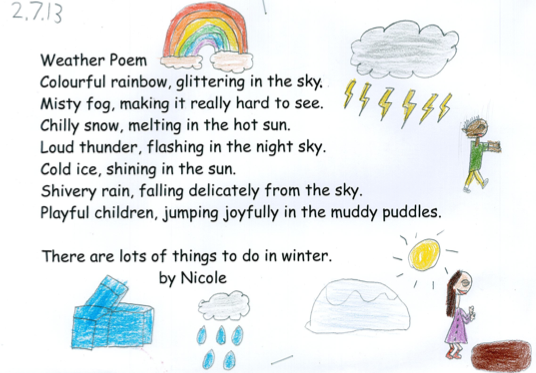 2.7.13
Weather Poem
Colourful rainbow, glittering in the sky.
Misty fog, making it really hard to see.
Chilly snow, melting in the hot sun.
Loud thunder, flashing in the night sky.
Cold ice, shining in the sun.
Shivery rain, falling delicately from the sky.
Playful children, jumping joyfully in the muddy puddles.
There are lots of things to do in winter.
by Nicole